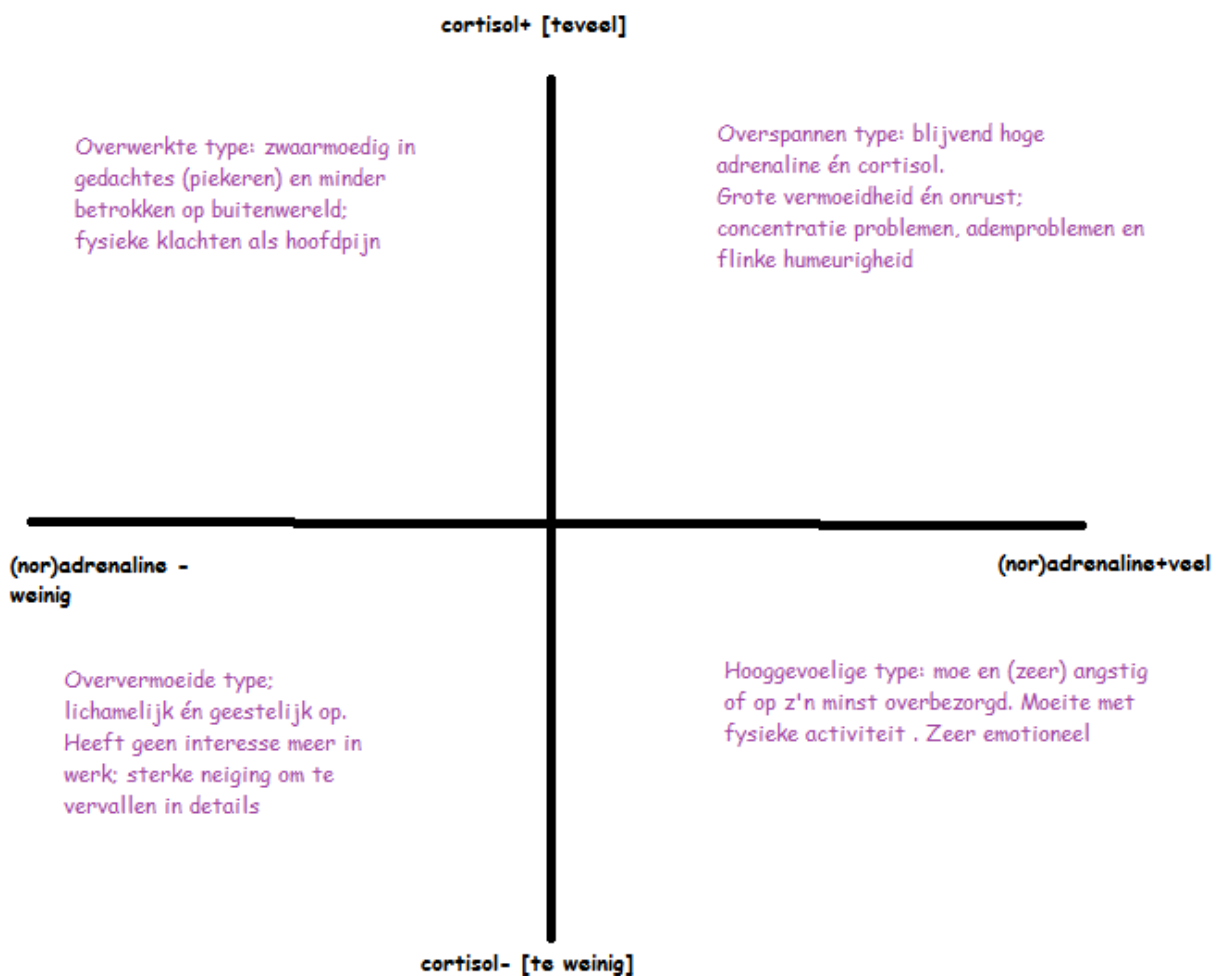 cortisol+ [teveel]
Overwerkte type: zwaarmoedig in
gedachtes (piekeren) en minder
betrokken op buitenwereld;
fysieke klachten als hoofdpijn
Overspannen type: blijvend hoge
adrenaline én cortisol.
Grote vermoeidheid én onrust;
concentratie problemen, ademproblemen en
flinke humeurigheid
(nor)adrenaline -
weinig
(nor)adrenaline+veel
Oververmoeide type;
lichamelijk én geestelijk op.
Heeft geen interesse meer in
werk; sterke neiging om te
vervallen in details
Hooggevoelige type: moe en (zeer) angstig
of op z'n minst overbezorgd. Moeite met
fysieke activiteit . Zeer emotioneel
cortisol- [te weinig]